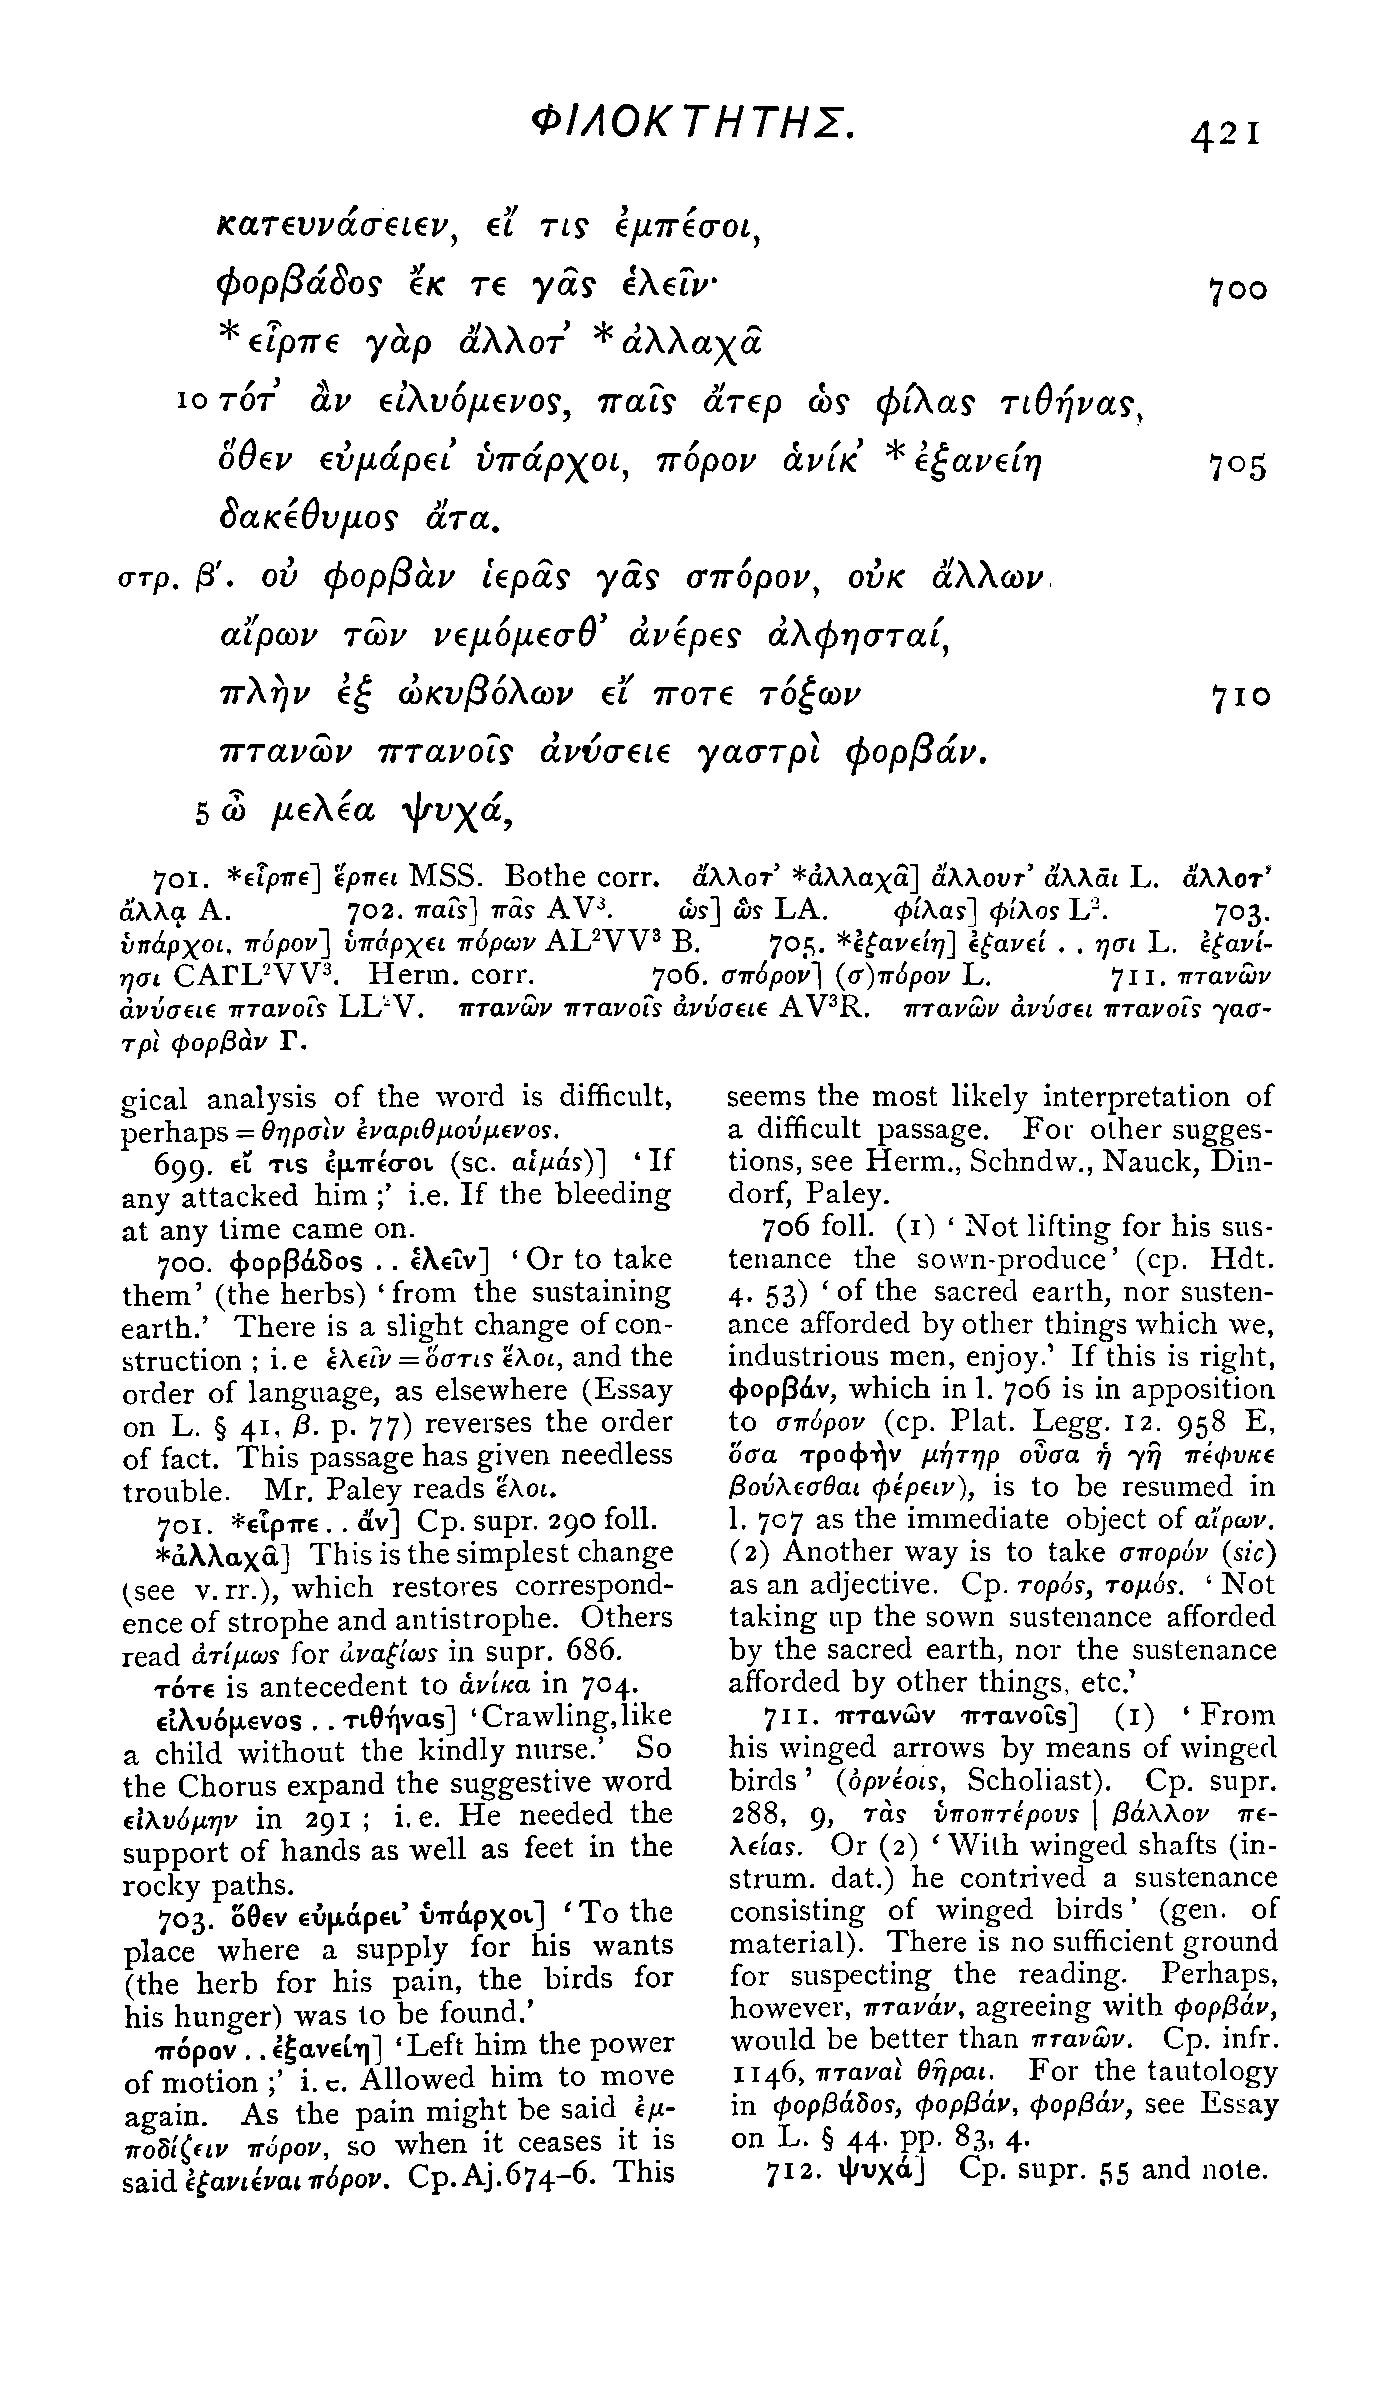 ΦΙΛΟΚΤΗΤΗΣ.
421
κατευνάσειεν, εἴ τις ἐμπέσοι,
φορβάδος ἔκ τε γᾶς ἑλεῖν· 700
*εἷρπε γὰρ ἄλλοτ᾽ *ἀλλαχᾶ
10 τότ᾽ ἂν εἰλυόμενος, παῖς ἄτερ ὡς φίλας τιθήνας,
ὅθεν εὐμάρει᾽ ὑπάρχοι, πόρον ἁνίκ᾽ *ἐξανείη 705
δακέθυμος ἄτα.
στρ. β΄. οὐ φορβὰν ἱερᾶς γᾶς σπόρον, οὐκ ἄλλων
αἴρων τῶν νεμόμεσθ᾽ ἀνέρες ἀλφησταί,
πλὴν ἐξ ὠκυβόλων εἴ ποτε τόξων 710
πτανῶν πτανοῖς ἀνύσειε γαστρὶ φορβάν.
5 ὦ μελέα ψυχά,
701. *εἷρπε] ἕρπει MSS. Bothe corr. ἄλλοτ᾽ *ἀλλαχᾶ] ἄλλουτ᾽ ἄλλᾱι L. ἄλλοτ᾽
ἄλλᾳ A. 702. παῖς] πᾶς AV³. ὡς] ὣς LA. φίλας] φίλος L². 703.
ὑπάρχοι, πόρον] ὑπάρχει πόρων AL²VV³ B. 705. *ἐξανείη] ἐξανεί . . ησι L. ἐξανί-
ησι CAΓL²VV³. Herm. corr. 706. σπόρον] (σ)πόρον L. 711. πτανῶν
ἀνύσειε πτανοῖς LL²V. πτανῶν πτανοῖς ἀνύσειε AV³R. πτανῶν ἀνύσει πτανοῖς γασ-
τρὶ φορβὰν Γ.
gical analysis of the word is difficult,
perhaps = θηρσὶν ἐναριθμούμενος.
699. εἴ τις ἐμπέσοι (sc. αἱμάς)] ‘If
any attacked him;’ i.e. If the bleeding
at any time came on.
700. φορβάδος . . ἑλεῖν] ‘Or to take
them’ (the herbs) ‘from the sustaining
earth.’ There is a slight change of con-
struction; i.e ἑλεῖν = ὅστις ἕλοι, and the
order of language, as elsewhere (Essay
on L. § 41, β. p. 77) reverses the order
of fact. This passage has given needless
trouble. Mr. Paley reads ἕλοι.
701. *εἷρπε . . ἄν] Cp. supr. 290 foll.
*ἀλλαχᾶ] This is the simplest change
(see v. rr.), which restores correspond-
ence of strophe and antistrophe. Others
read ἀτίμως for ἀναξίως in supr. 686.
τότε is antecedent to ἁνίκα in 704.
εἰλυόμενος . . τιθήνας] ‘Crawling, like
a child without the kindly nurse.’ So
the Chorus expand the suggestive word
εἰλυόμην in 291; i.e. He needed the
support of hands as well as feet in the
rocky paths.
703. ὅθεν εὐμάρει᾽ ὑπάρχοι] ‘To the
place where a supply for his wants
(the herb for his pain, the birds for
his hunger) was to be found.’
πόρον . . ἐξανείη] ‘Left him the power
of motion;’ i.e. Allowed him to move
again. As the pain might be said ἐμ-
ποδίζειν πόρον, so when it ceases it is
said ἐξανιέναι πόρον. Cp. Aj. 674–6. This
seems the most likely interpretation of
a difficult passage. For other sugges-
tions, see Herm., Schndw., Nauck, Din-
dorf, Paley.
706 foll. (1) ‘Not lifting for his sus-
tenance the sown-produce’ (cp. Hdt.
4. 53) ‘of the sacred earth, nor susten-
ance afforded by other things which we,
industrious men, enjoy.’ If this is right,
φορβάν, which in l. 706 is in apposition
to σπόρον (cp. Plat. Legg. 12. 958 E,
ὅσα τροφὴν μήτηρ οὖσα ἡ γῆ πέφυκε
βούλεσθαι φέρειν), is to be resumed in
l. 707 as the immediate object of αἴρων.
(2) Another way is to take σπορόν (sic)
as an adjective. Cp. τορός, τομός. ‘Not
taking up the sown sustenance afforded
by the sacred earth, nor the sustenance
afforded by other things, etc.’
711. πτανῶν πτανοῖς] (1) ‘From
his winged arrows by means of winged
birds’ (ὀρνέοις, Scholiast). Cp. supr.
288, 9, τὰς ὑποπτέρους | βάλλον πε-
λείας. Or (2) ‘With winged shafts (in-
strum. dat.) he contrived a sustenance
consisting of winged birds’ (gen. of
material). There is no sufficient ground
for suspecting the reading. Perhaps,
however, πτανάν, agreeing with φορβάν,
would be better than πτανῶν. Cp. infr.
1146, πταναὶ θῆραι. For the tautology
in φορβάδος, φορβάν, φορβάν, see Essay
on L. § 44. pp. 83, 4.
712. ψυχά] Cp. supr. 55 and note.